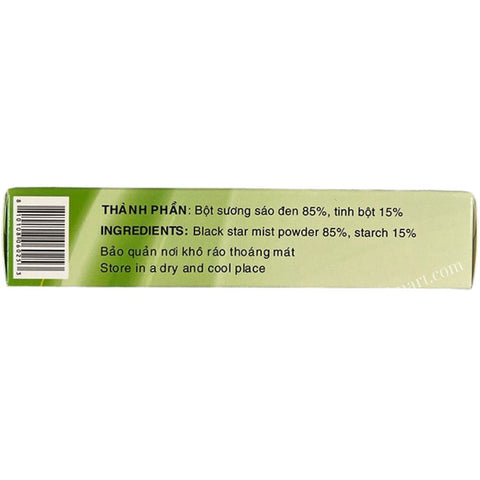 THÀNH PHẦN: Bột sương sáo đen 85%, tinh bột 15%
INGREDIENTS: Black star mist powder 85%, starch 15%
Bảo quản nơi khô ráo thoáng mát
Store in a dry and cool place